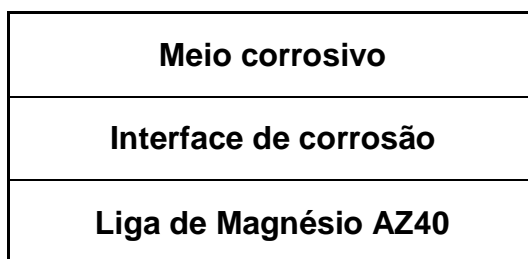 Meio corrosivo
Interface de corrosão
Liga de Magnésio AZ40